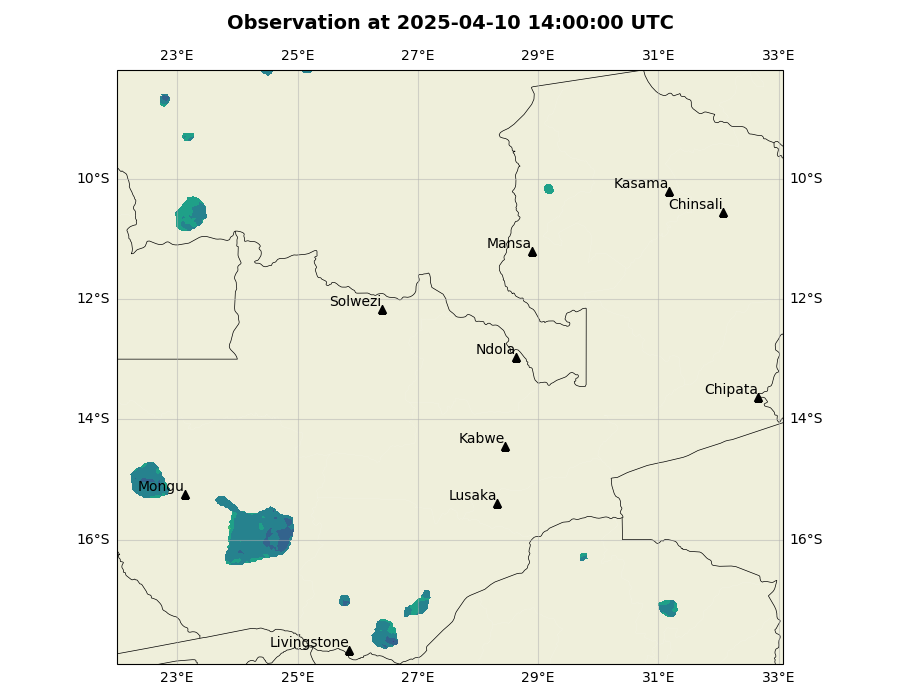 Observation at 2025-04-10 14:00:00 UTC
23°E 25°E 27°E 29°E 31°E 33°E
10°S 10°S
Kasama
Chinsali
Mansa
12°S 12°S
Solwezi
Ndola
Chipata
14°S 14°S
Kabwe
Mongu
Lusaka
16°S 16°S
Livingstone
23°E 25°E 27°E 29°E 31°E 33°E